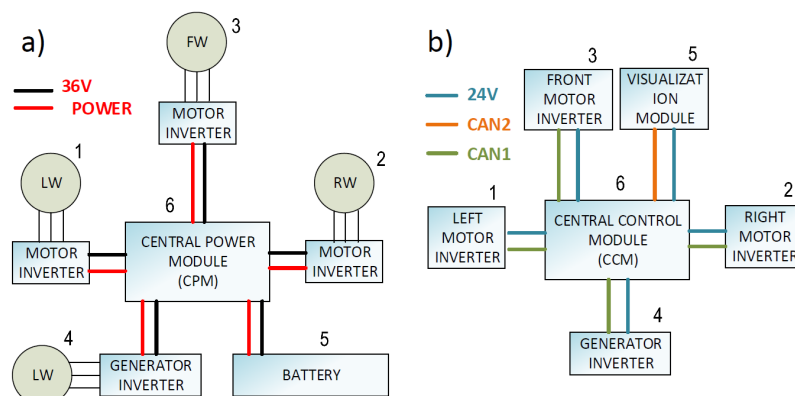 a)
3
FW
36V
POWER
MOTOR
INVERTER
1
LW
2
RW
6
CENTRAL POWER
MODULE
(CPM)
MOTOR
INVERTER
MOTOR
INVERTER
4
LW
GENERATOR
INVERTER
5
BATTERY
b)
3
5
24V
CAN2
CAN1
FRONT
MOTOR
INVERTER
VISUALIZAT
ION
MODULE
1
6
2
LEFT
MOTOR
INVERTER
CENTRAL CONTROL
MODULE
(CCM)
RIGHT
MOTOR
INVERTER
4
GENERATOR
INVERTER